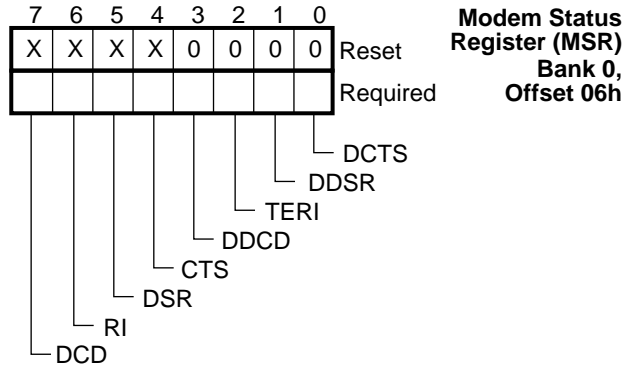 7 6 5 4 3 2 1 0
X X X X 0 0 0 0 Reset
Required
Modem Status
Register (MSR)
Bank 0,
Offset 06h
DCTS
DDSR
TERI
DDCD
CTS
DSR
RI
DCD